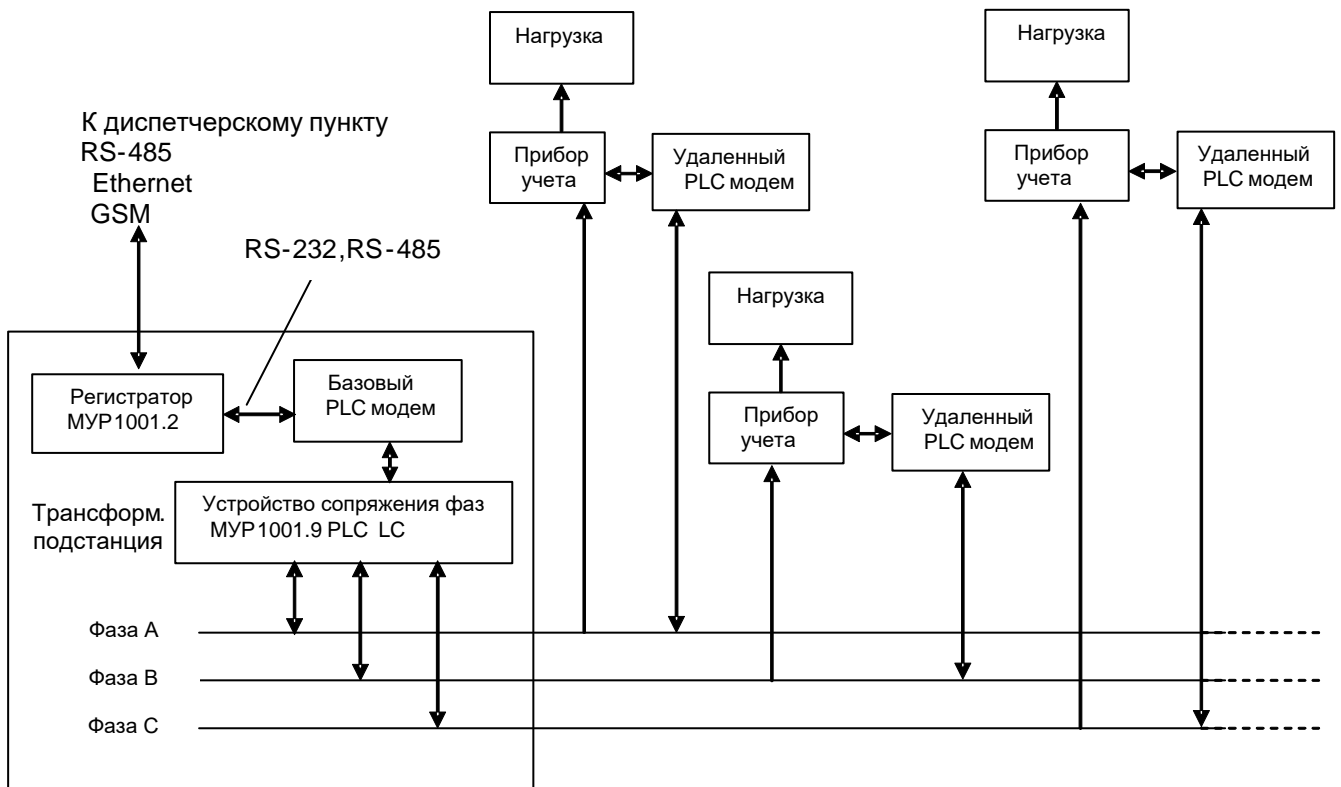 Нагрузка
Нагрузка
К диспетчерскому пункту
RS-485
Ethernet
GSM
Прибор
учета
Удаленный
PLC модем
Прибор
учета
Удаленный
PLC модем
RS-232,RS-485
Нагрузка
Регистратор
МУР1001.2
Базовый
PLC модем
Прибор
учета
Удаленный
PLC модем
Трансформ.
подстанция
Устройство сопряжения фаз
МУР1001.9 PLC LC
Фаза A
Фаза B
Фаза C